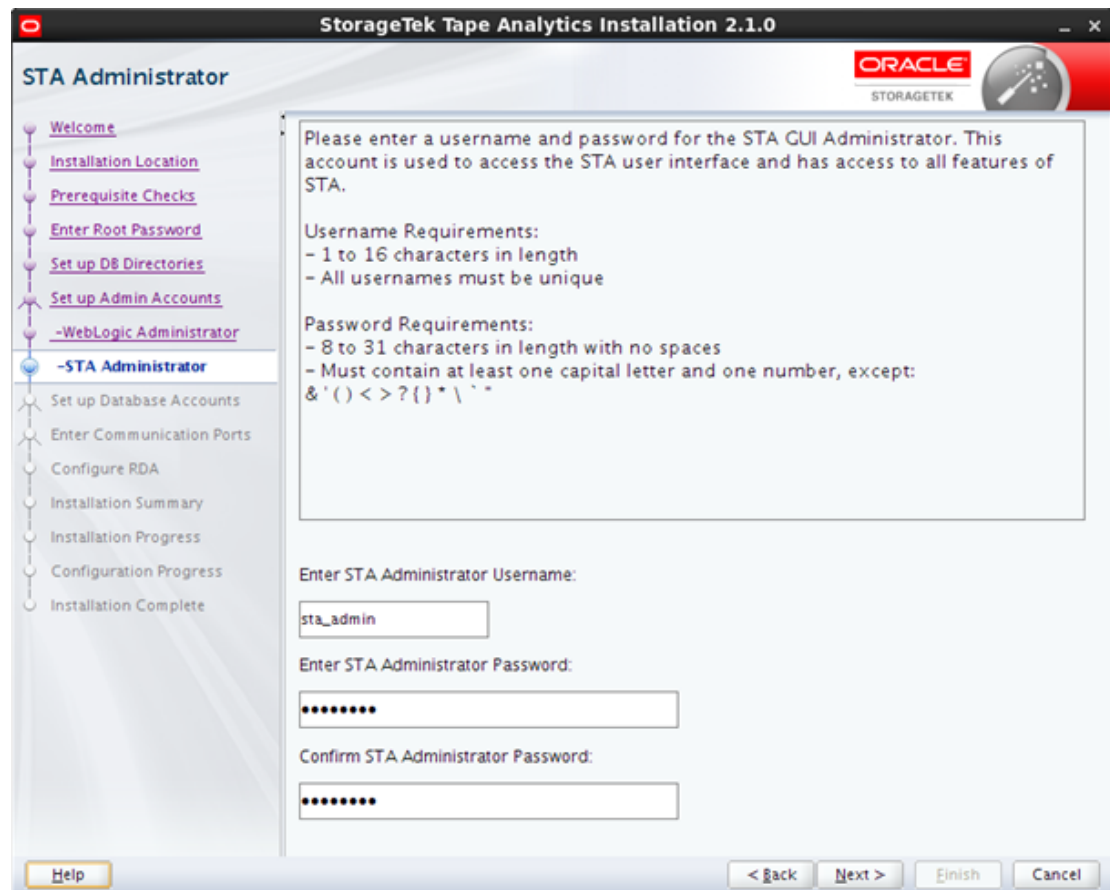 StorageTek Tape Analytics Installation 2.1.0
STA Administrator
ORACLE
STORAGETEK
Welcome
Installation Location
Prerequisite Checks
Enter Root Password
Set up DB Directories
Set up Admin Accounts
-WebLogic Administrator
-STA Administrator
Set up Database Accounts
Enter Communication Ports
Configure RDA
Installation Summary
Installation Progress
Configuration Progress
Installation Complete
Please enter a username and password for the STA GUI Administrator. This
account is used to access the STA user interface and has access to all features of
STA.
Username Requirements:
– 1 to 16 characters in length
– All usernames must be unique
Password Requirements:
– 8 to 31 characters in length with no spaces
– Must contain at least one capital letter and one number, except:
& ' ( ) < > ? { } * \ ` "
Enter STA Administrator Username:
sta_admin
Enter STA Administrator Password:
••••••••
Confirm STA Administrator Password:
••••••••
Help
< Back
Next >
Finish
Cancel